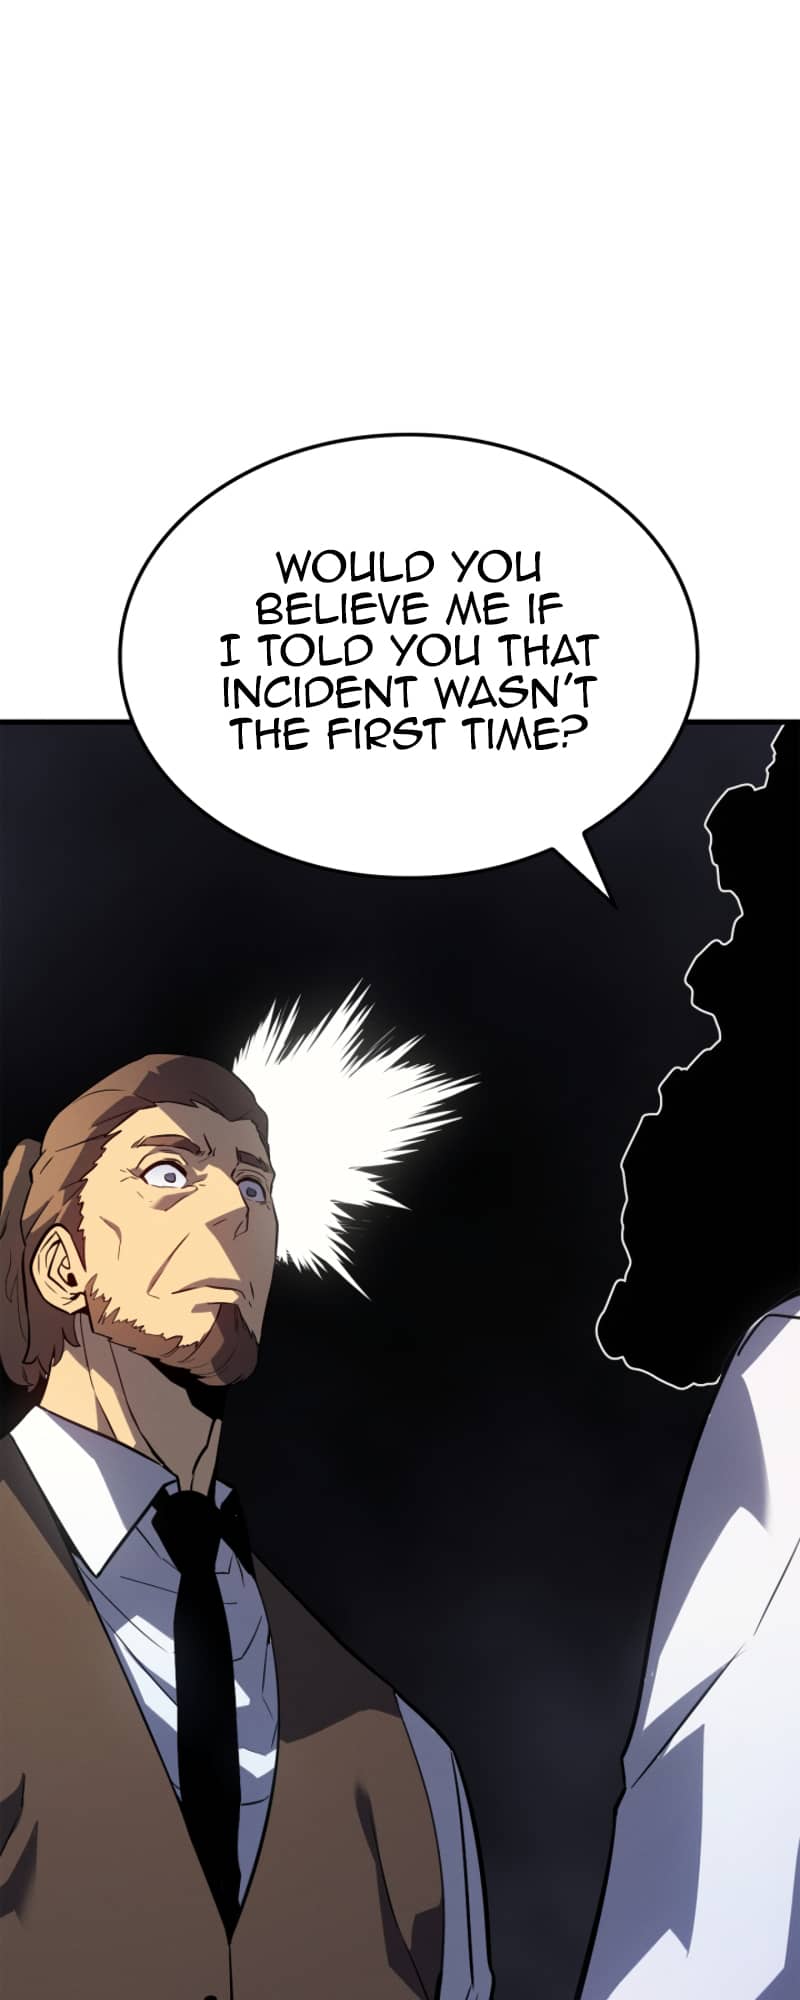 WOULD YOU
BELIEVE ME IF
I TOLD YOU THAT
INCIDENT WASN'T
THE FIRST TIME?